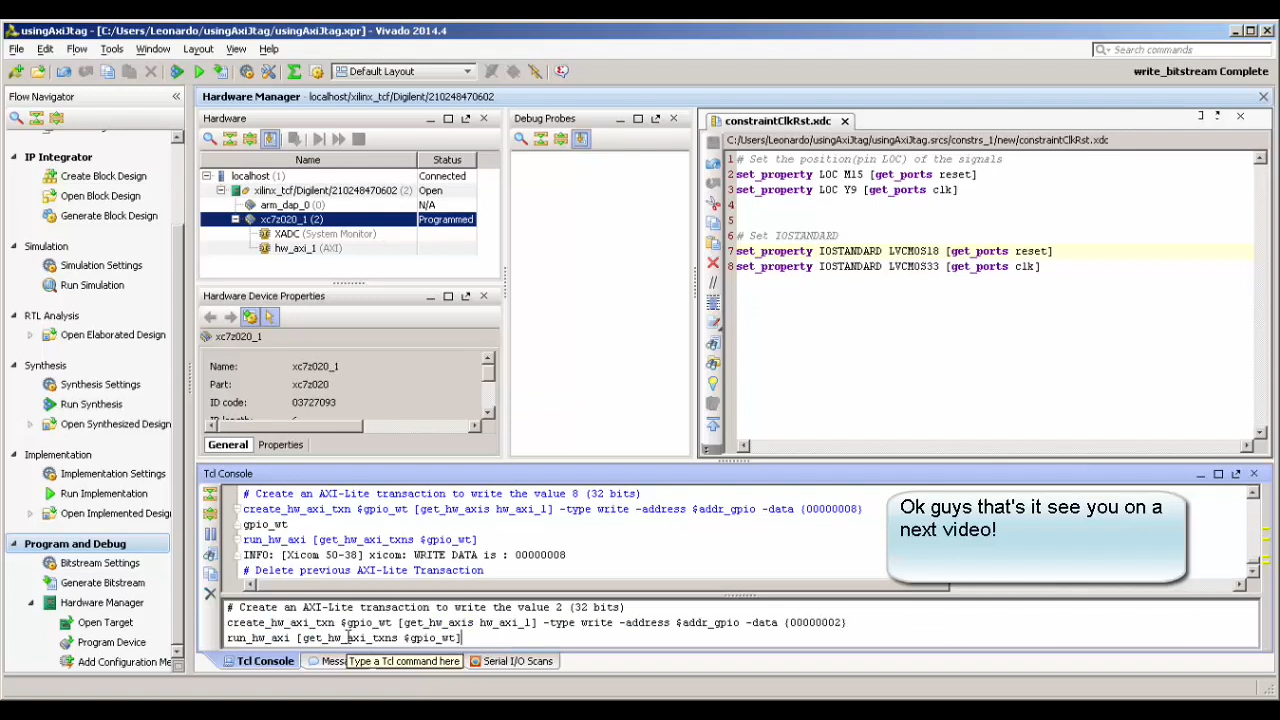 usingAxiJtag - [C:/Users/Leonardo/usingAxiJtag/usingAxiJtag.xpr] - Vivado 2014.4
File Edit Flow Tools Window Layout View Help
Search commands
Default Layout
write_bitstream Complete
Flow Navigator
IP Integrator
Create Block Design
Open Block Design
Generate Block Design
Simulation
Simulation Settings
Run Simulation
RTL Analysis
Open Elaborated Design
Synthesis
Synthesis Settings
Run Synthesis
Open Synthesized Design
Implementation
Implementation Settings
Run Implementation
Open Implemented Design
Program and Debug
Bitstream Settings
Generate Bitstream
Hardware Manager
Open Target
Program Device
Add Configuration Me
Hardware Manager - localhost/xilinx_tcf/Digilent/210248470602
Hardware
Name Status
localhost (1) Connected
xilinx_tcf/Digilent/210248470602 (2) Open
arm_dap_0 (0) N/A
xc7z020_1 (2) Programmed
XADC (System Monitor)
hw_axi_1 (AXI)
Hardware Device Properties
xc7z020_1
Name: xc7z020_1
Part: xc7z020
ID code: 03727093
General Properties
Debug Probes
constraintClkRst.xdc
C:/Users/Leonardo/usingAxiJtag/usingAxiJtag.srcs/constrs_1/new/constraintClkRst.xdc
1 # Set the position(pin LOC) of the signals
2 set_property LOC M15 [get_ports reset]
3 set_property LOC Y9 [get_ports clk]
4
5
6 # Set IOSTANDARD
7 set_property IOSTANDARD LVCMOS18 [get_ports reset]
8 set_property IOSTANDARD LVCMOS33 [get_ports clk]
Tcl Console
# Create an AXI-Lite transaction to write the value 8 (32 bits)
create_hw_axi_txn $gpio_wt [get_hw_axis hw_axi_1] -type write -address $addr_gpio -data {00000008}
gpio_wt
run_hw_axi [get_hw_axi_txns $gpio_wt]
INFO: [Xicom 50-38] xicom: WRITE DATA is : 00000008
# Delete previous AXI-Lite Transaction
Ok guys that's it see you on a
next video!
# Create an AXI-Lite transaction to write the value 2 (32 bits)
create_hw_axi_txn $gpio_wt [get_hw_axis hw_axi_1] -type write -address $addr_gpio -data {00000002}
run_hw_axi [get_hw_axi_txns $gpio_wt]
Tcl Console Mess Type a Tcl command here Serial I/O Scans